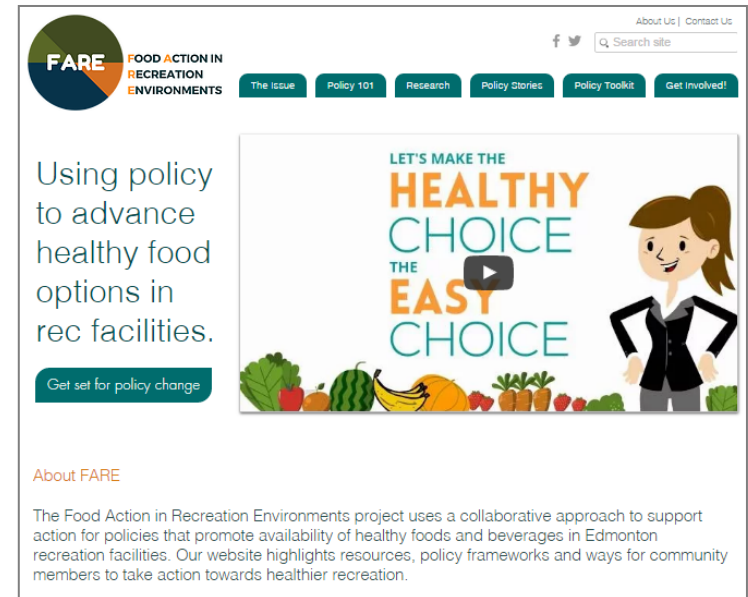 About Us | Contact Us
Search site
FARE
FOOD ACTION IN
RECREATION
ENVIRONMENTS
The Issue
Policy 101
Research
Policy Stories
Policy Toolkit
Get Involved!
Using policy
to advance
healthy food
options in
rec facilities.
Get set for policy change
LET'S MAKE THE
HEALTHY
CHOICE
THE
EASY
CHOICE
About FARE
The Food Action in Recreation Environments project uses a collaborative approach to support
action for policies that promote availability of healthy foods and beverages in Edmonton
recreation facilities. Our website highlights resources, policy frameworks and ways for community
members to take action towards healthier recreation.